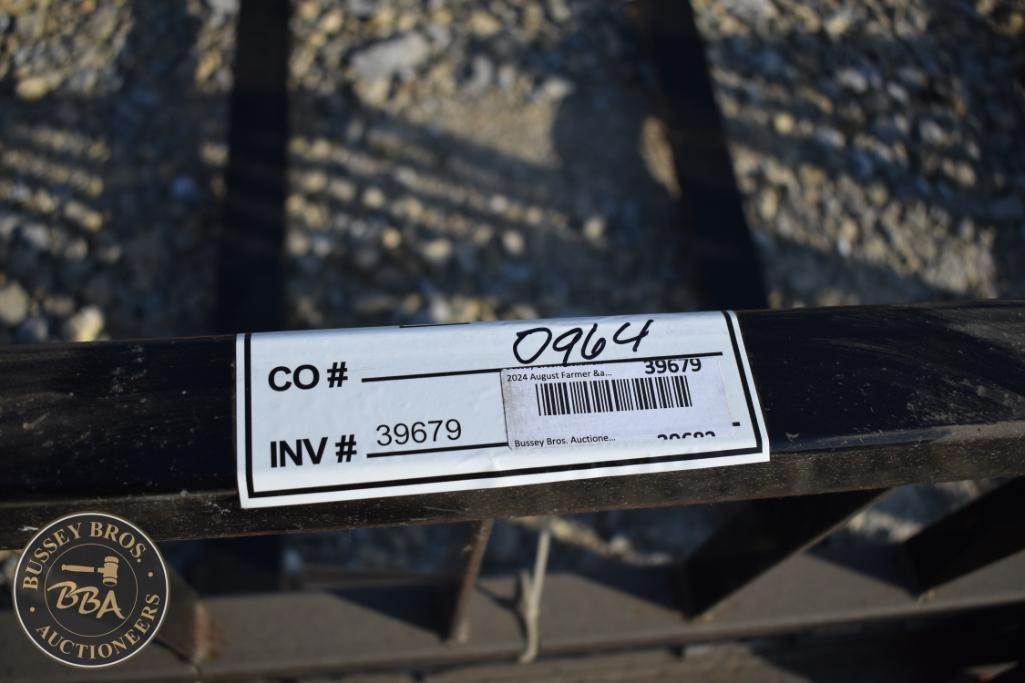 CO # 0964
2024 August Farmer &a... 39679
INV # 39679
Bussey Bros. Auctione...
BUSSEY BROS.
BBA
AUCTIONEERS